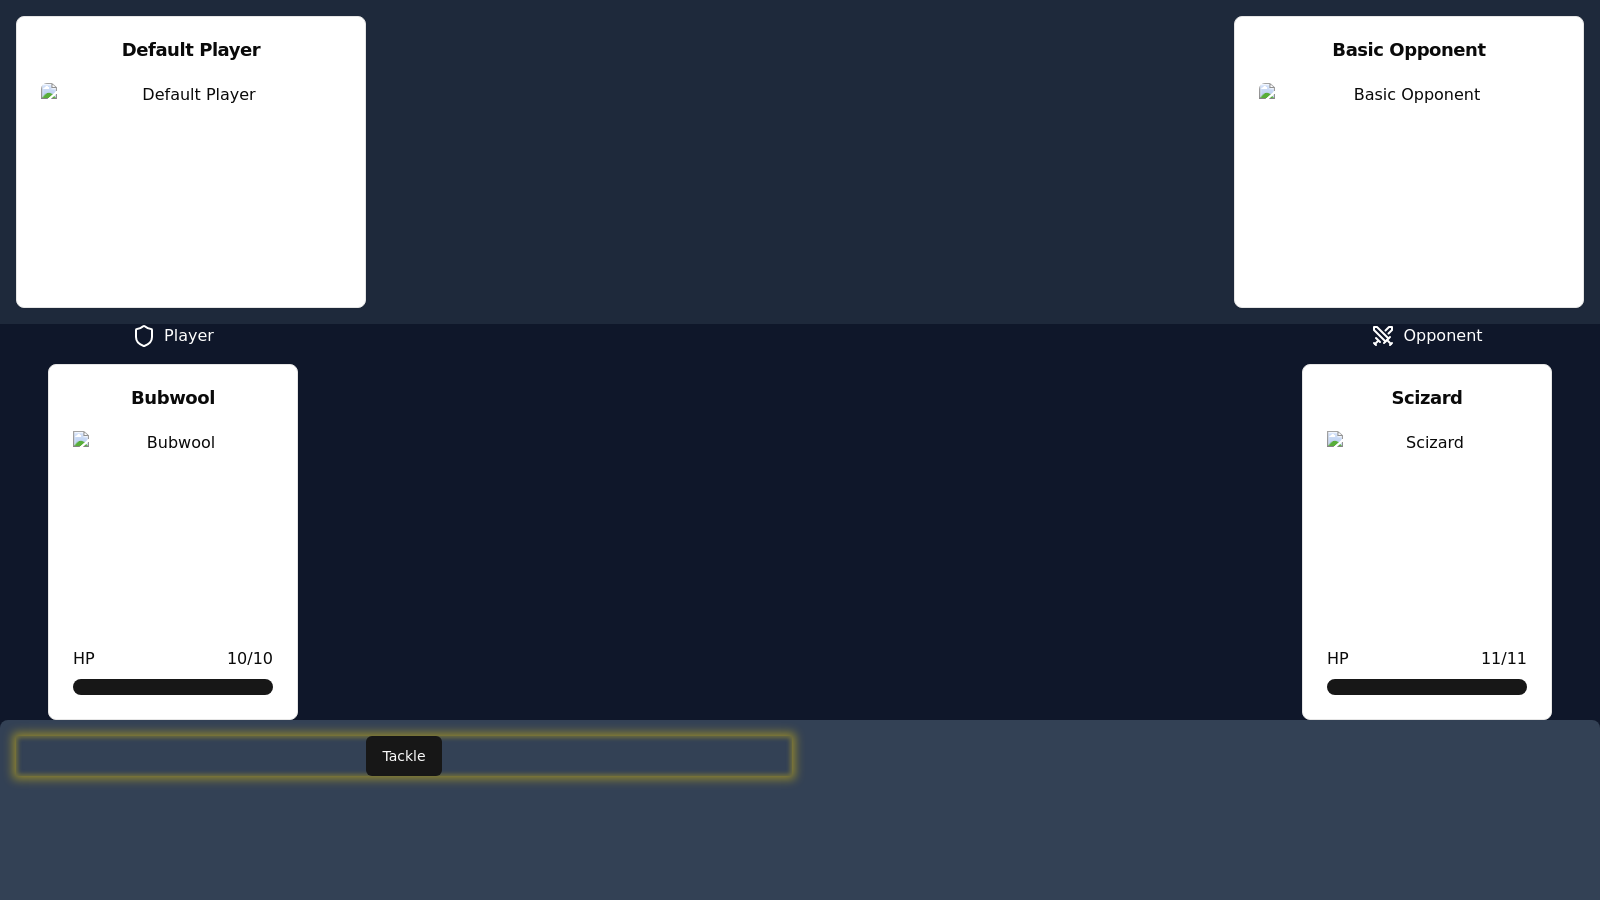 Default Player
Default Player
Basic Opponent
Basic Opponent
Player
Opponent
Bubwool
Bubwool
HP 10/10
Scizard
Scizard
HP 11/11
Tackle